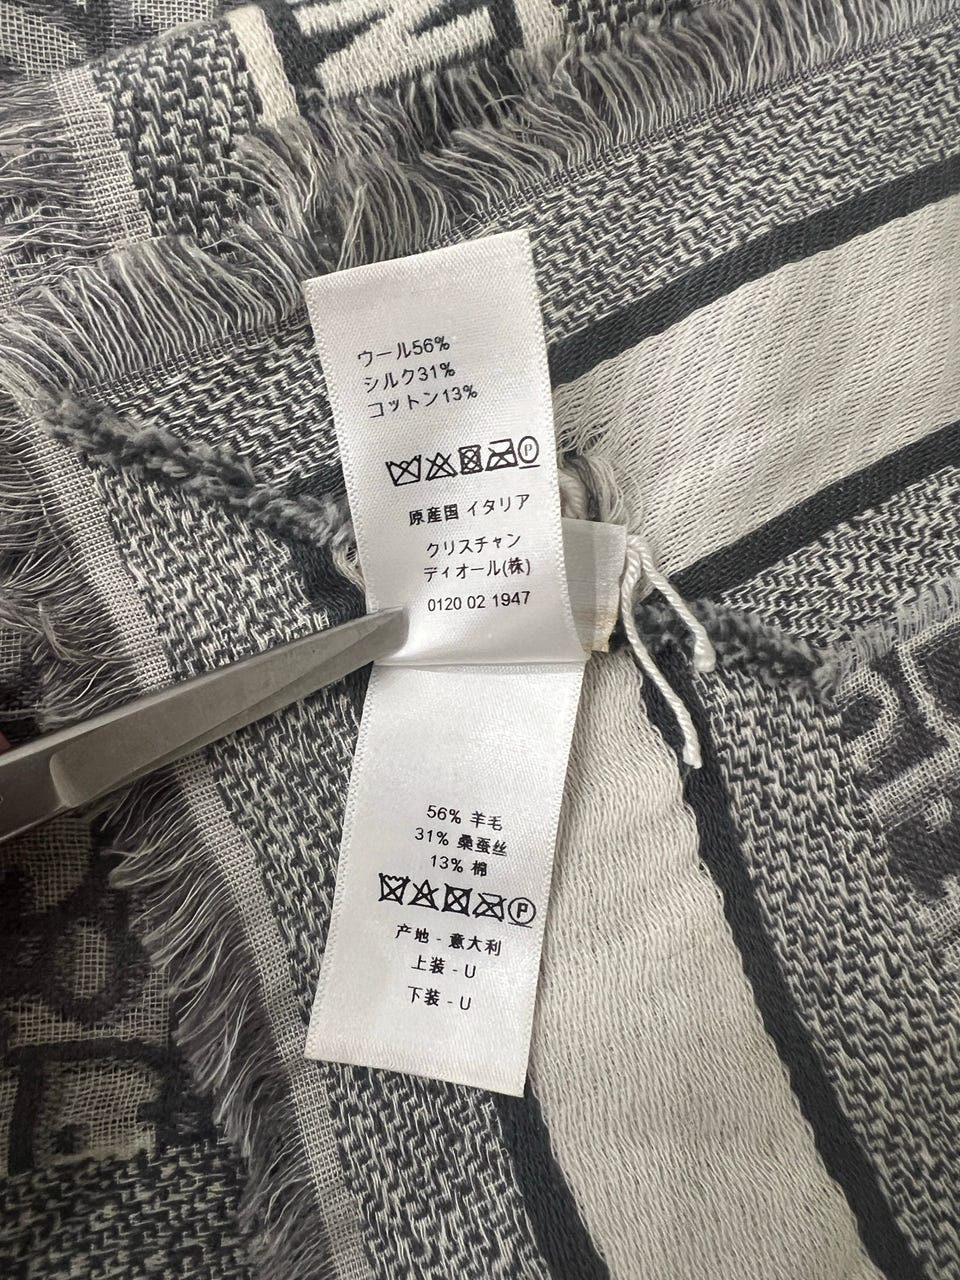 ウール56%
シルク31%
コットン13%
P
原産国 イタリア
クリスチャン
ディオール(株)
0120 02 1947
56% 羊毛
31% 桑蚕丝
13% 棉
P
产地 - 意大利
上装 - U
下装 - U